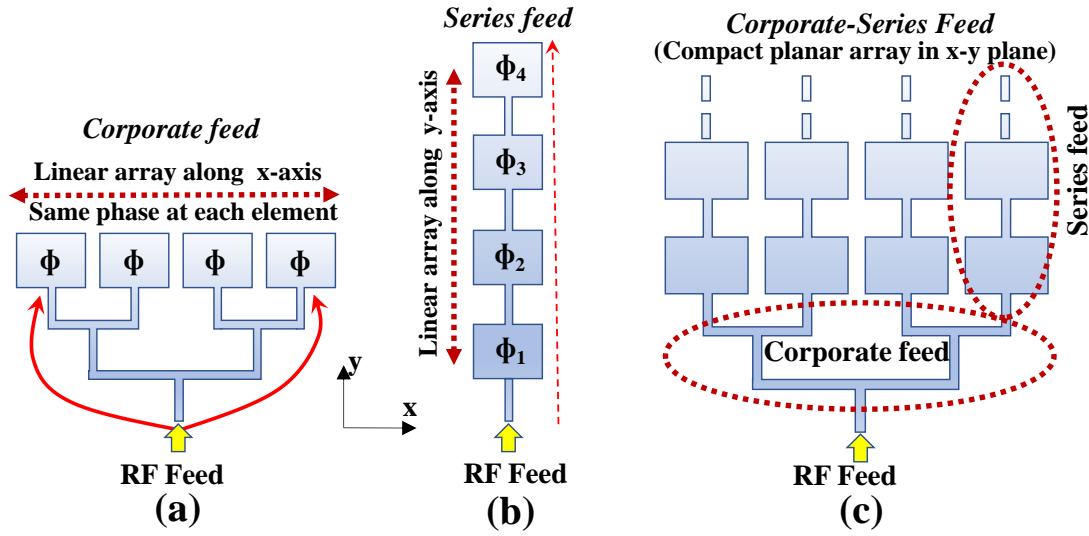 Corporate feed
Linear array along x-axis
Same phase at each element
ϕ ϕ ϕ ϕ
RF Feed
(a)
y
x
Series feed
Linear array along y-axis
ϕ4
ϕ3
ϕ2
ϕ1
RF Feed
(b)
Corporate-Series Feed
(Compact planar array in x-y plane)
Series feed
Corporate feed
RF Feed
(c)